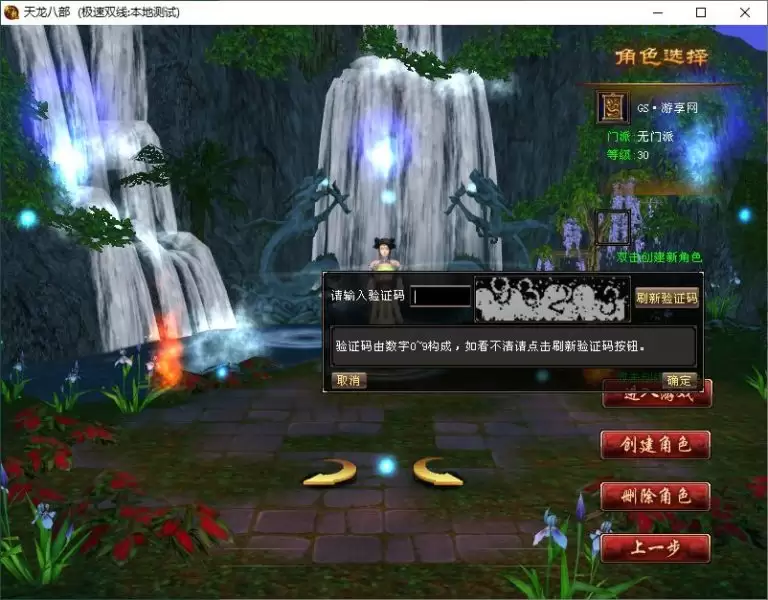 天龙八部 (极速双线:本地测试)
角色选择
GS·游享网
门派:无门派
等级:30
双击创建新角色
请输入验证码
刷新验证码
验证码由数字0~9构成，如看不清请点击刷新验证码按钮。
取消
确定
进入游戏
创建角色
删除角色
上一步